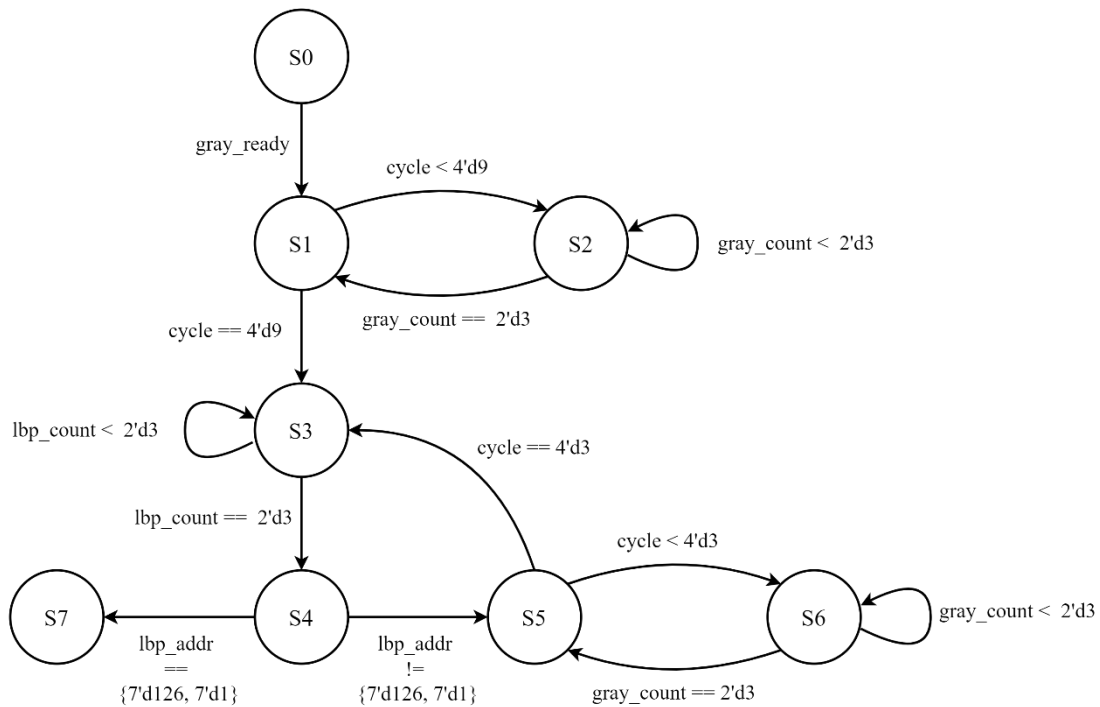 S0
gray_ready
cycle < 4'd9
S1
S2
gray_count < 2'd3
gray_count == 2'd3
cycle == 4'd9
lbp_count < 2'd3
S3
cycle == 4'd3
lbp_count == 2'd3
cycle < 4'd3
S7
S4
S5
S6
gray_count < 2'd3
lbp_addr
==
{7'd126, 7'd1}
lbp_addr
!=
{7'd126, 7'd1}
gray_count == 2'd3